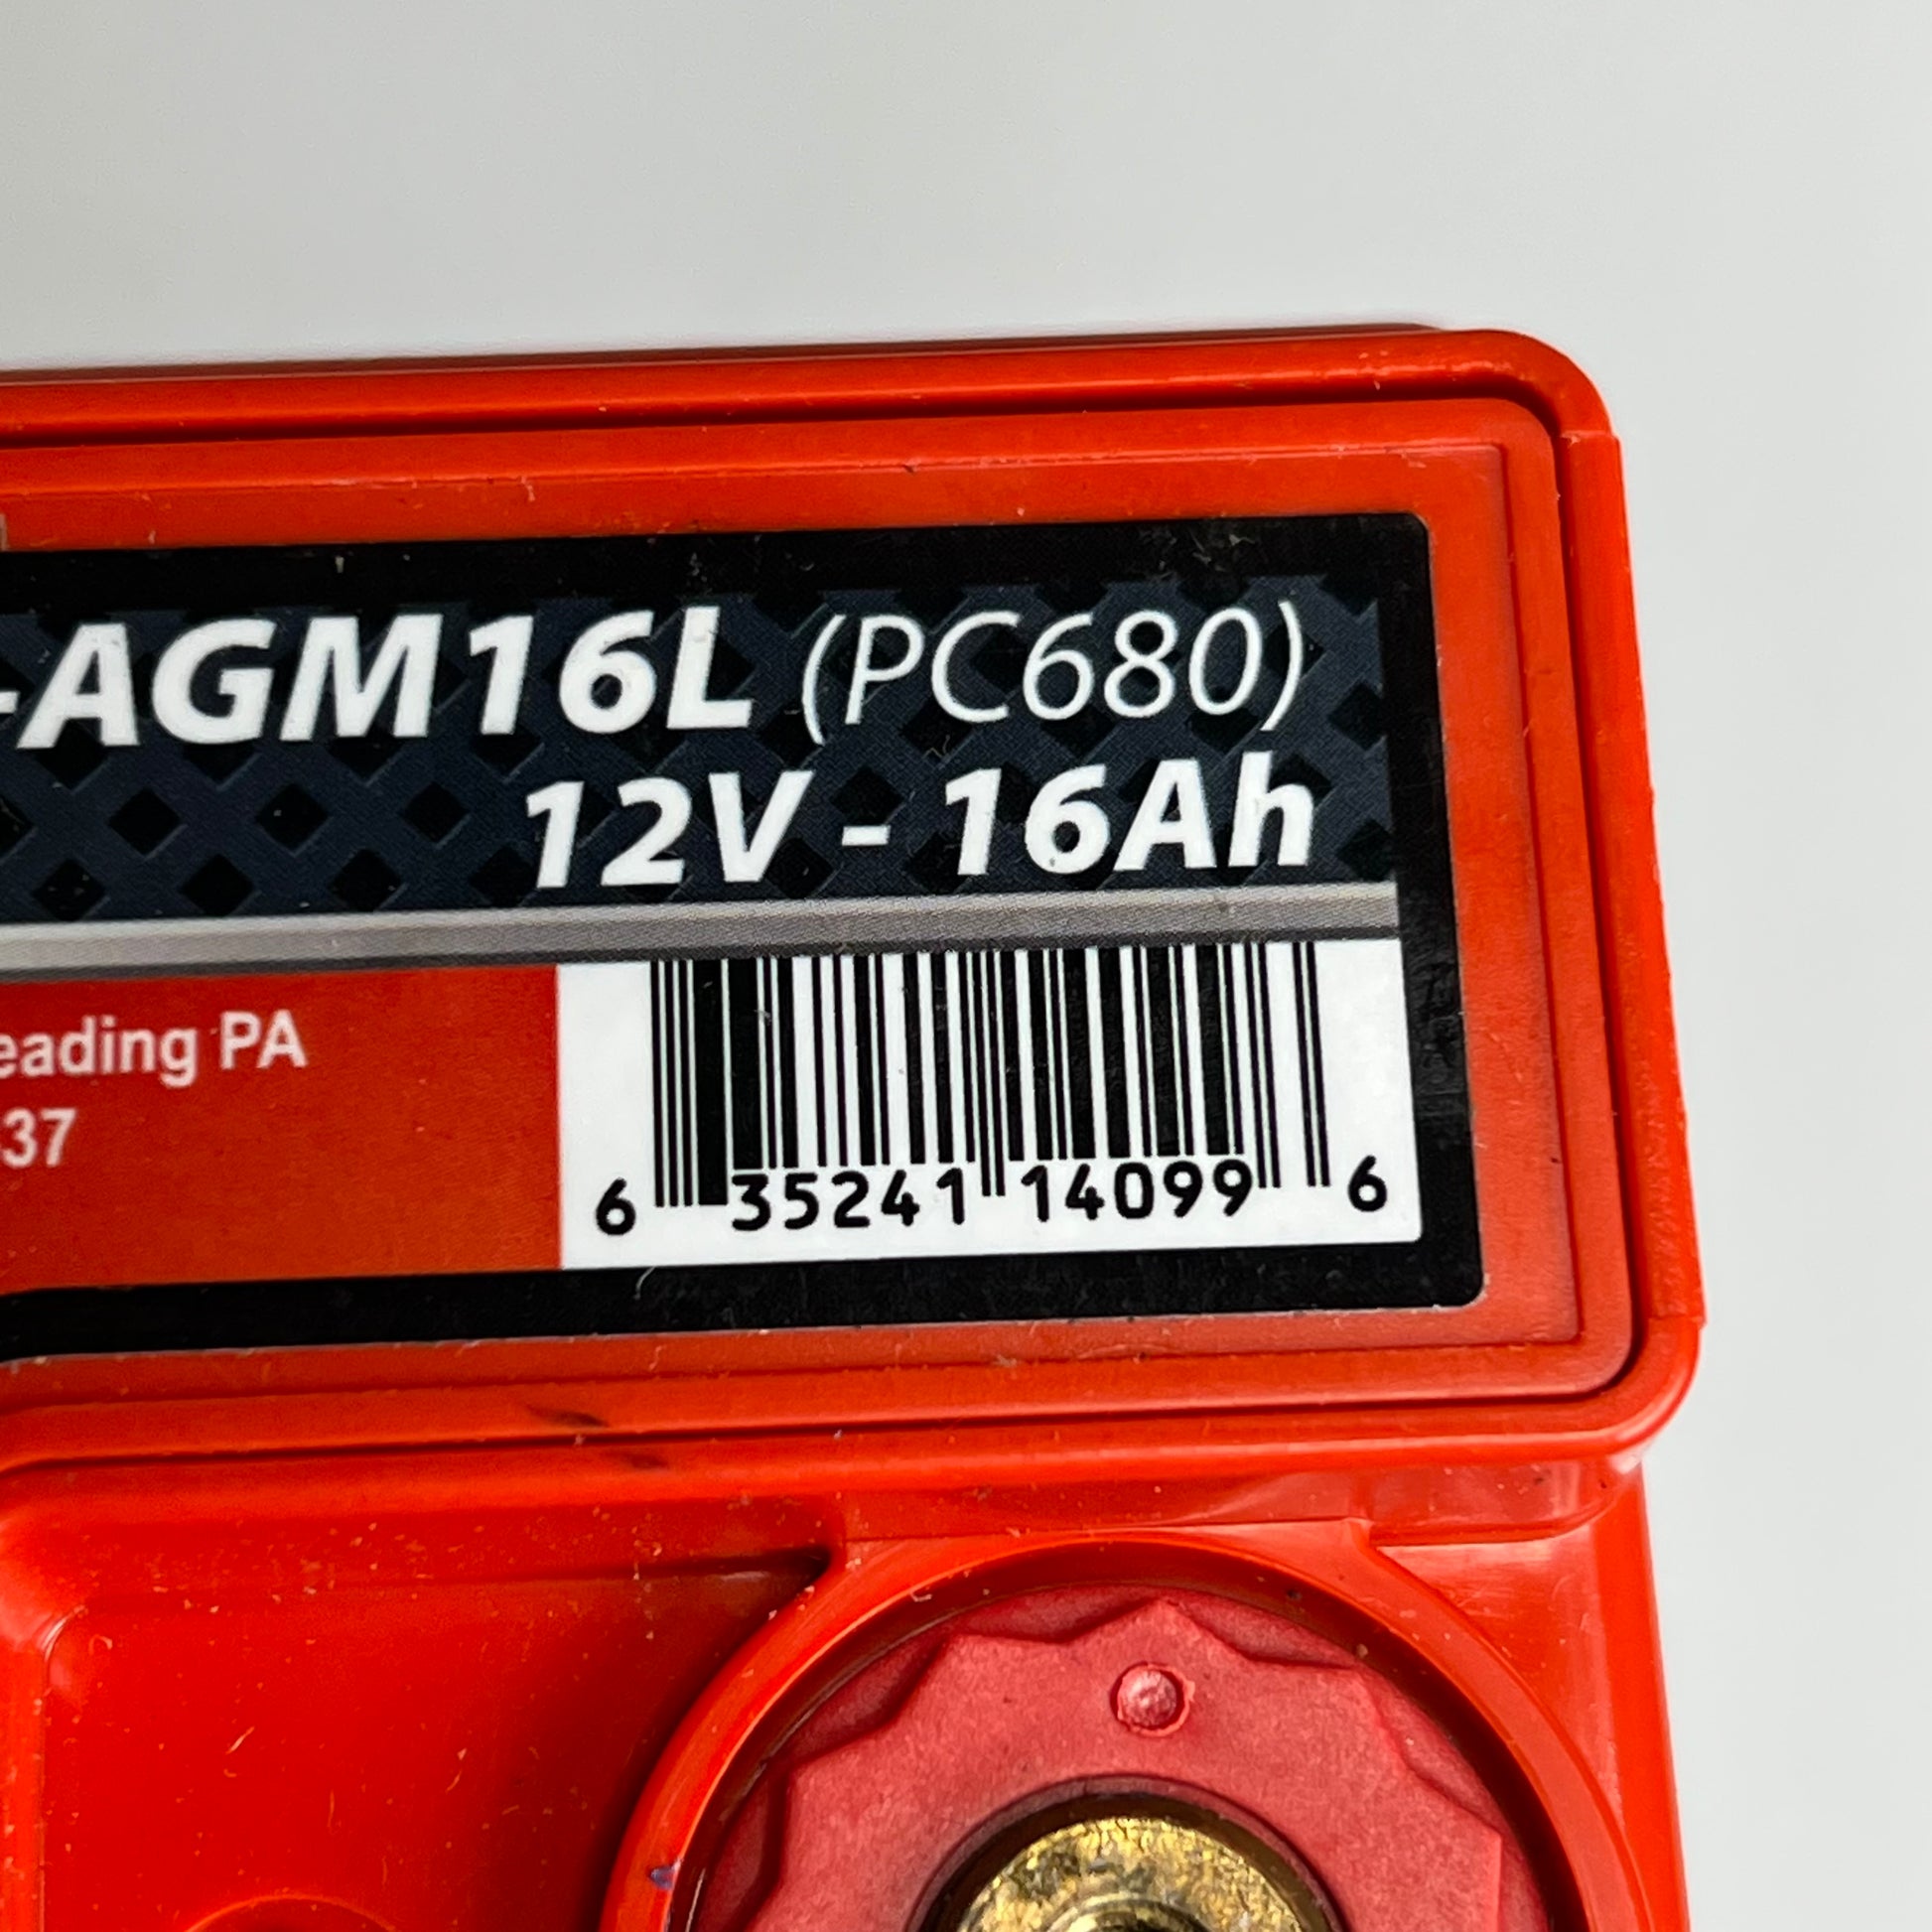 -AGM16L (PC680)
12V - 16Ah
eading PA
37
6 35241 14099 6